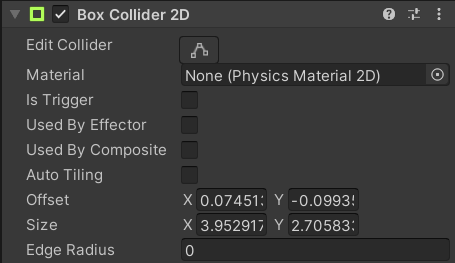 Box Collider 2D
Edit Collider
Material None (Physics Material 2D)
Is Trigger
Used By Effector
Used By Composite
Auto Tiling
Offset X 0.07451 Y -0.0993
Size X 3.952917 Y 2.70583
Edge Radius 0